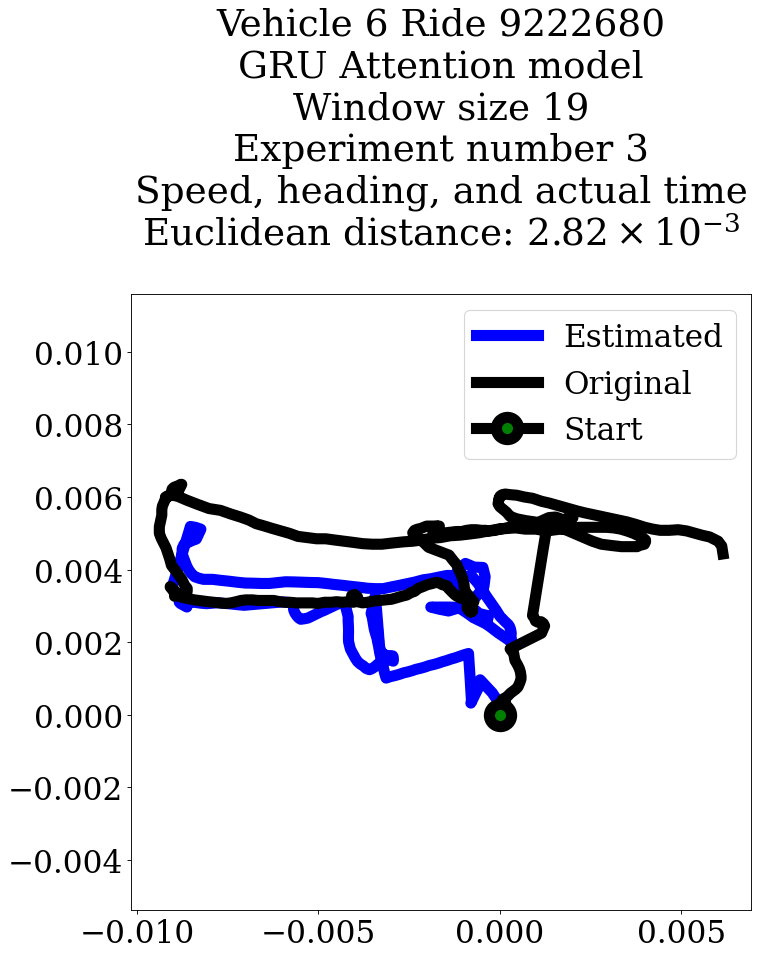 Vehicle 6 Ride 9222680
GRU Attention model
Window size 19
Experiment number 3
Speed, heading, and actual time
Euclidean distance: 2.82 × 10⁻³
Estimated
Original
Start
0.010
0.008
0.006
0.004
0.002
0.000
−0.002
−0.004
−0.010 −0.005 0.000 0.005